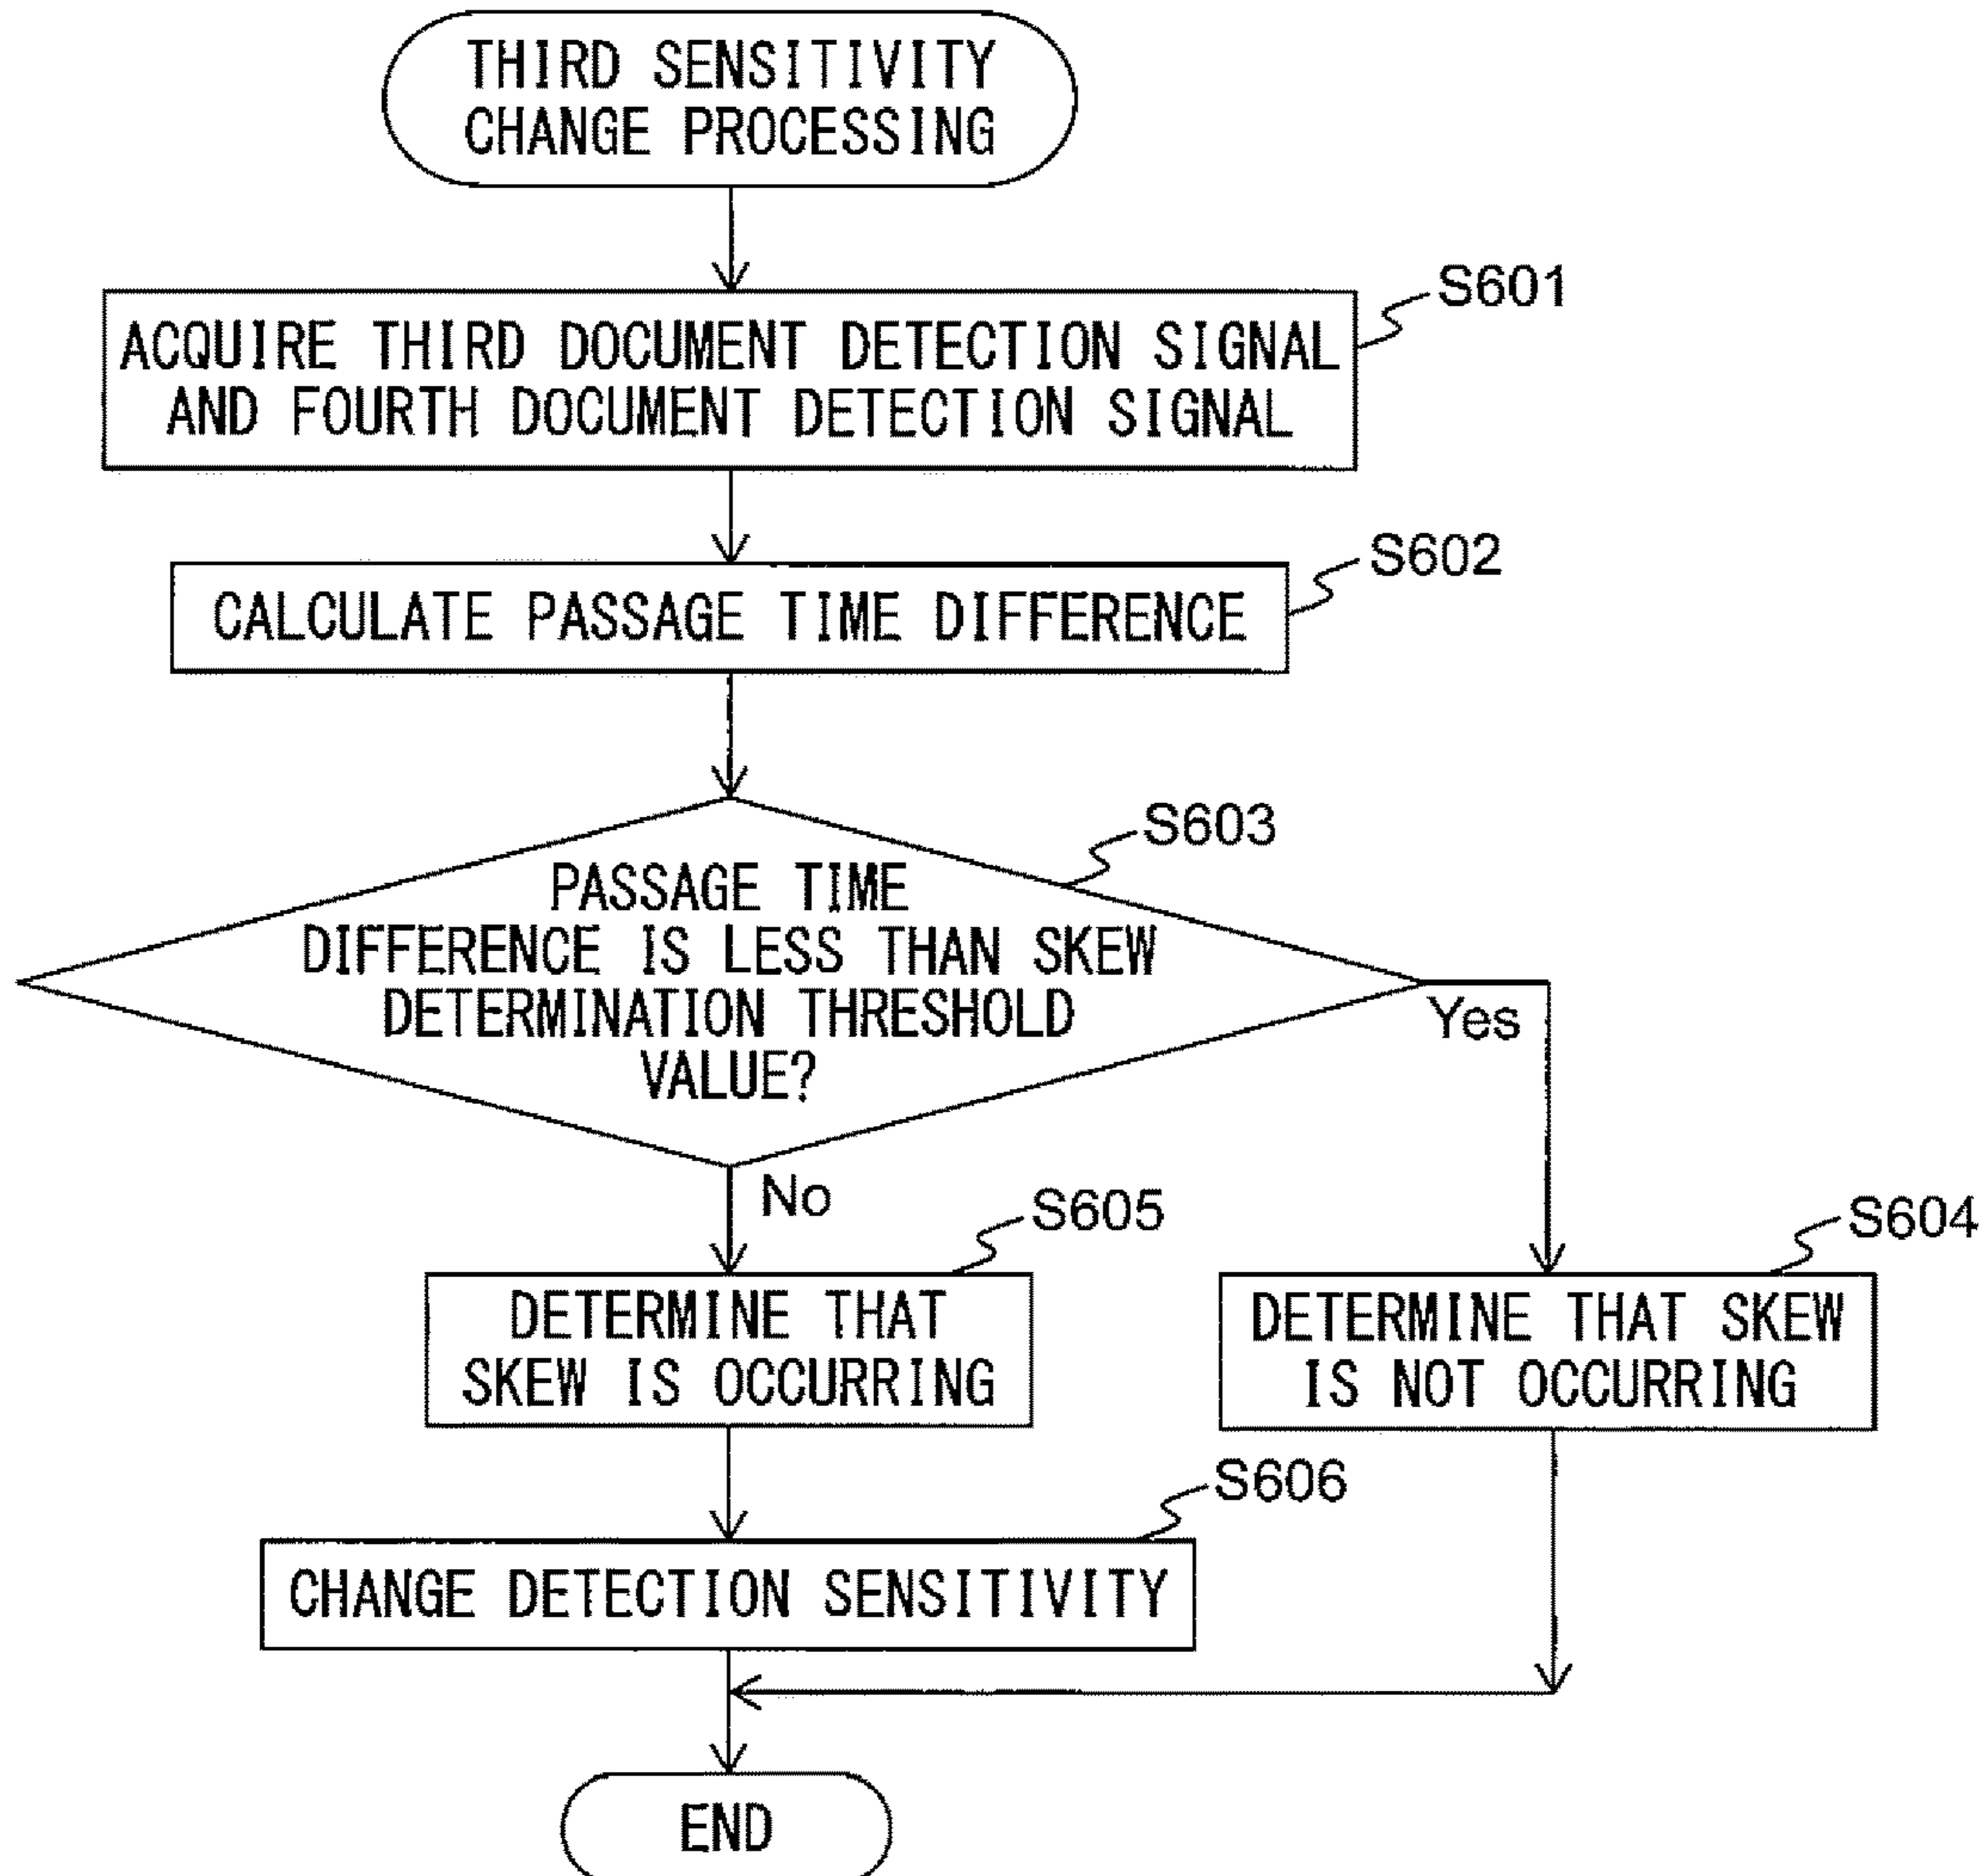 THIRD SENSITIVITY
CHANGE PROCESSING
S601
ACQUIRE THIRD DOCUMENT DETECTION SIGNAL
AND FOURTH DOCUMENT DETECTION SIGNAL
S602
CALCULATE PASSAGE TIME DIFFERENCE
S603
PASSAGE TIME
DIFFERENCE IS LESS THAN SKEW
DETERMINATION THRESHOLD
VALUE?
Yes
No
S605
DETERMINE THAT
SKEW IS OCCURRING
S604
DETERMINE THAT SKEW
IS NOT OCCURRING
S606
CHANGE DETECTION SENSITIVITY
END